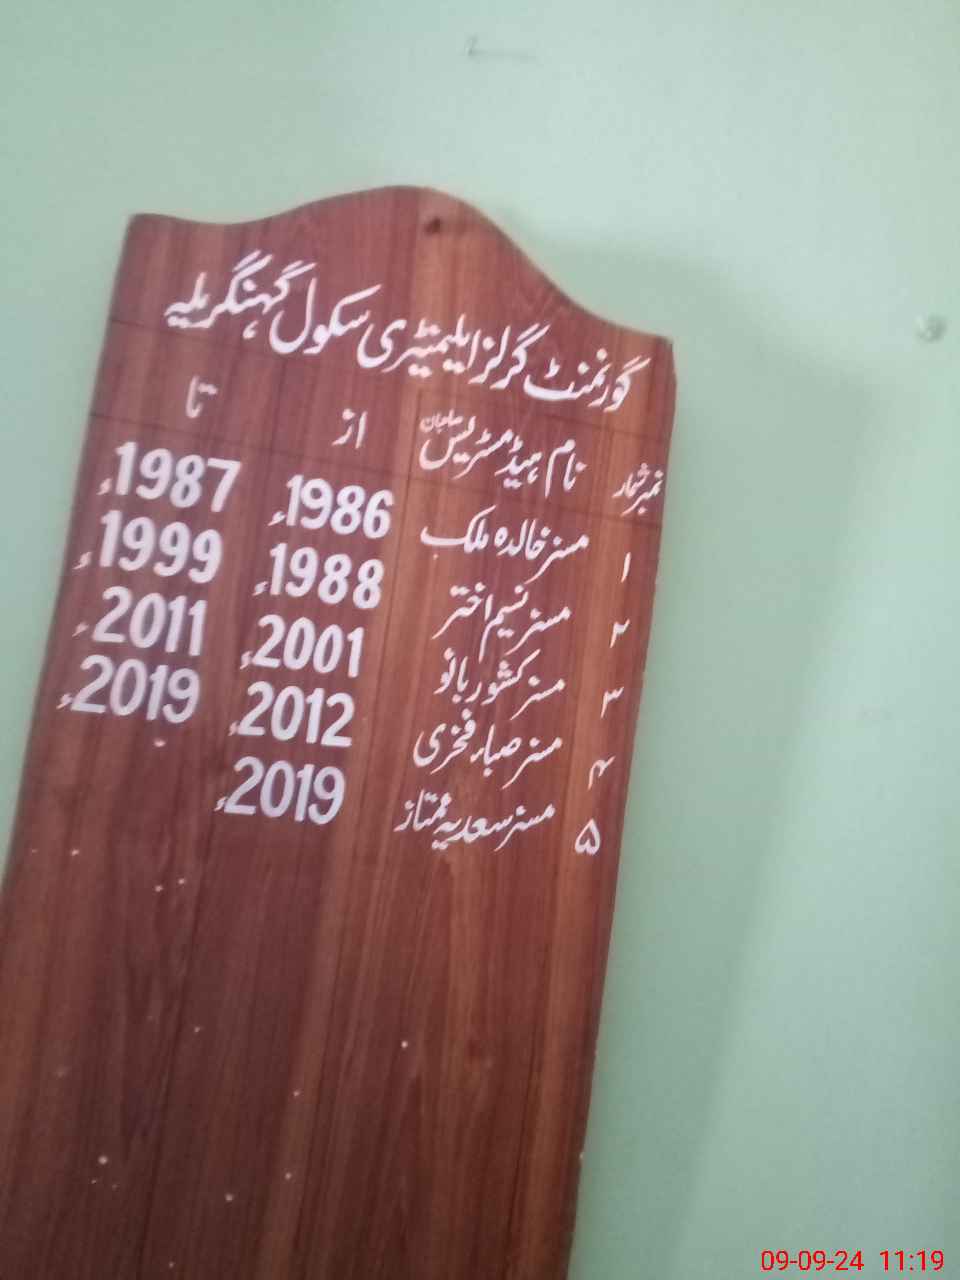 گورنمنٹ گرلز ایلیمنٹری سکول گہنگریلیہ
نمبر شمار نام ہیڈ مسٹریس صاحبان از تا
۱ مسز خالدہ ملک 1986ء 1987ء
۲ مسز نسیم اختر 1988ء 1999ء
۳ مسز کشور بانو 2001ء 2011ء
۴ مسز صباء فخری 2012ء 2019ء
۵ مسز سعدیہ ممتاز 2019ء
09-09-24 11:19